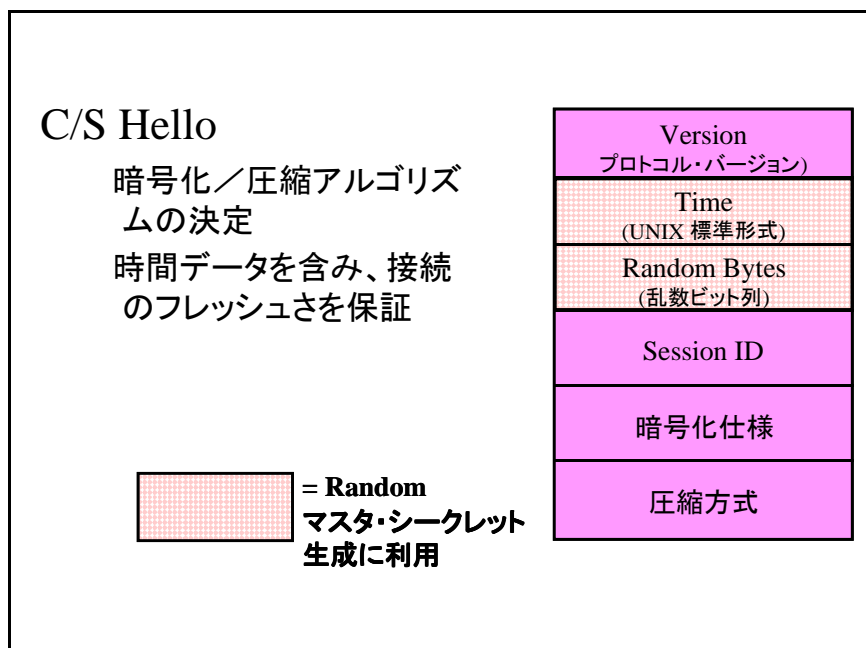 C/S Hello
暗号化／圧縮アルゴリズ
ムの決定
時間データを含み、接続
のフレッシュさを保証
= Random
マスタ・シークレット
生成に利用
Version
プロトコル・バージョン)
Time
(UNIX 標準形式)
Random Bytes
(乱数ビット列)
Session ID
暗号化仕様
圧縮方式